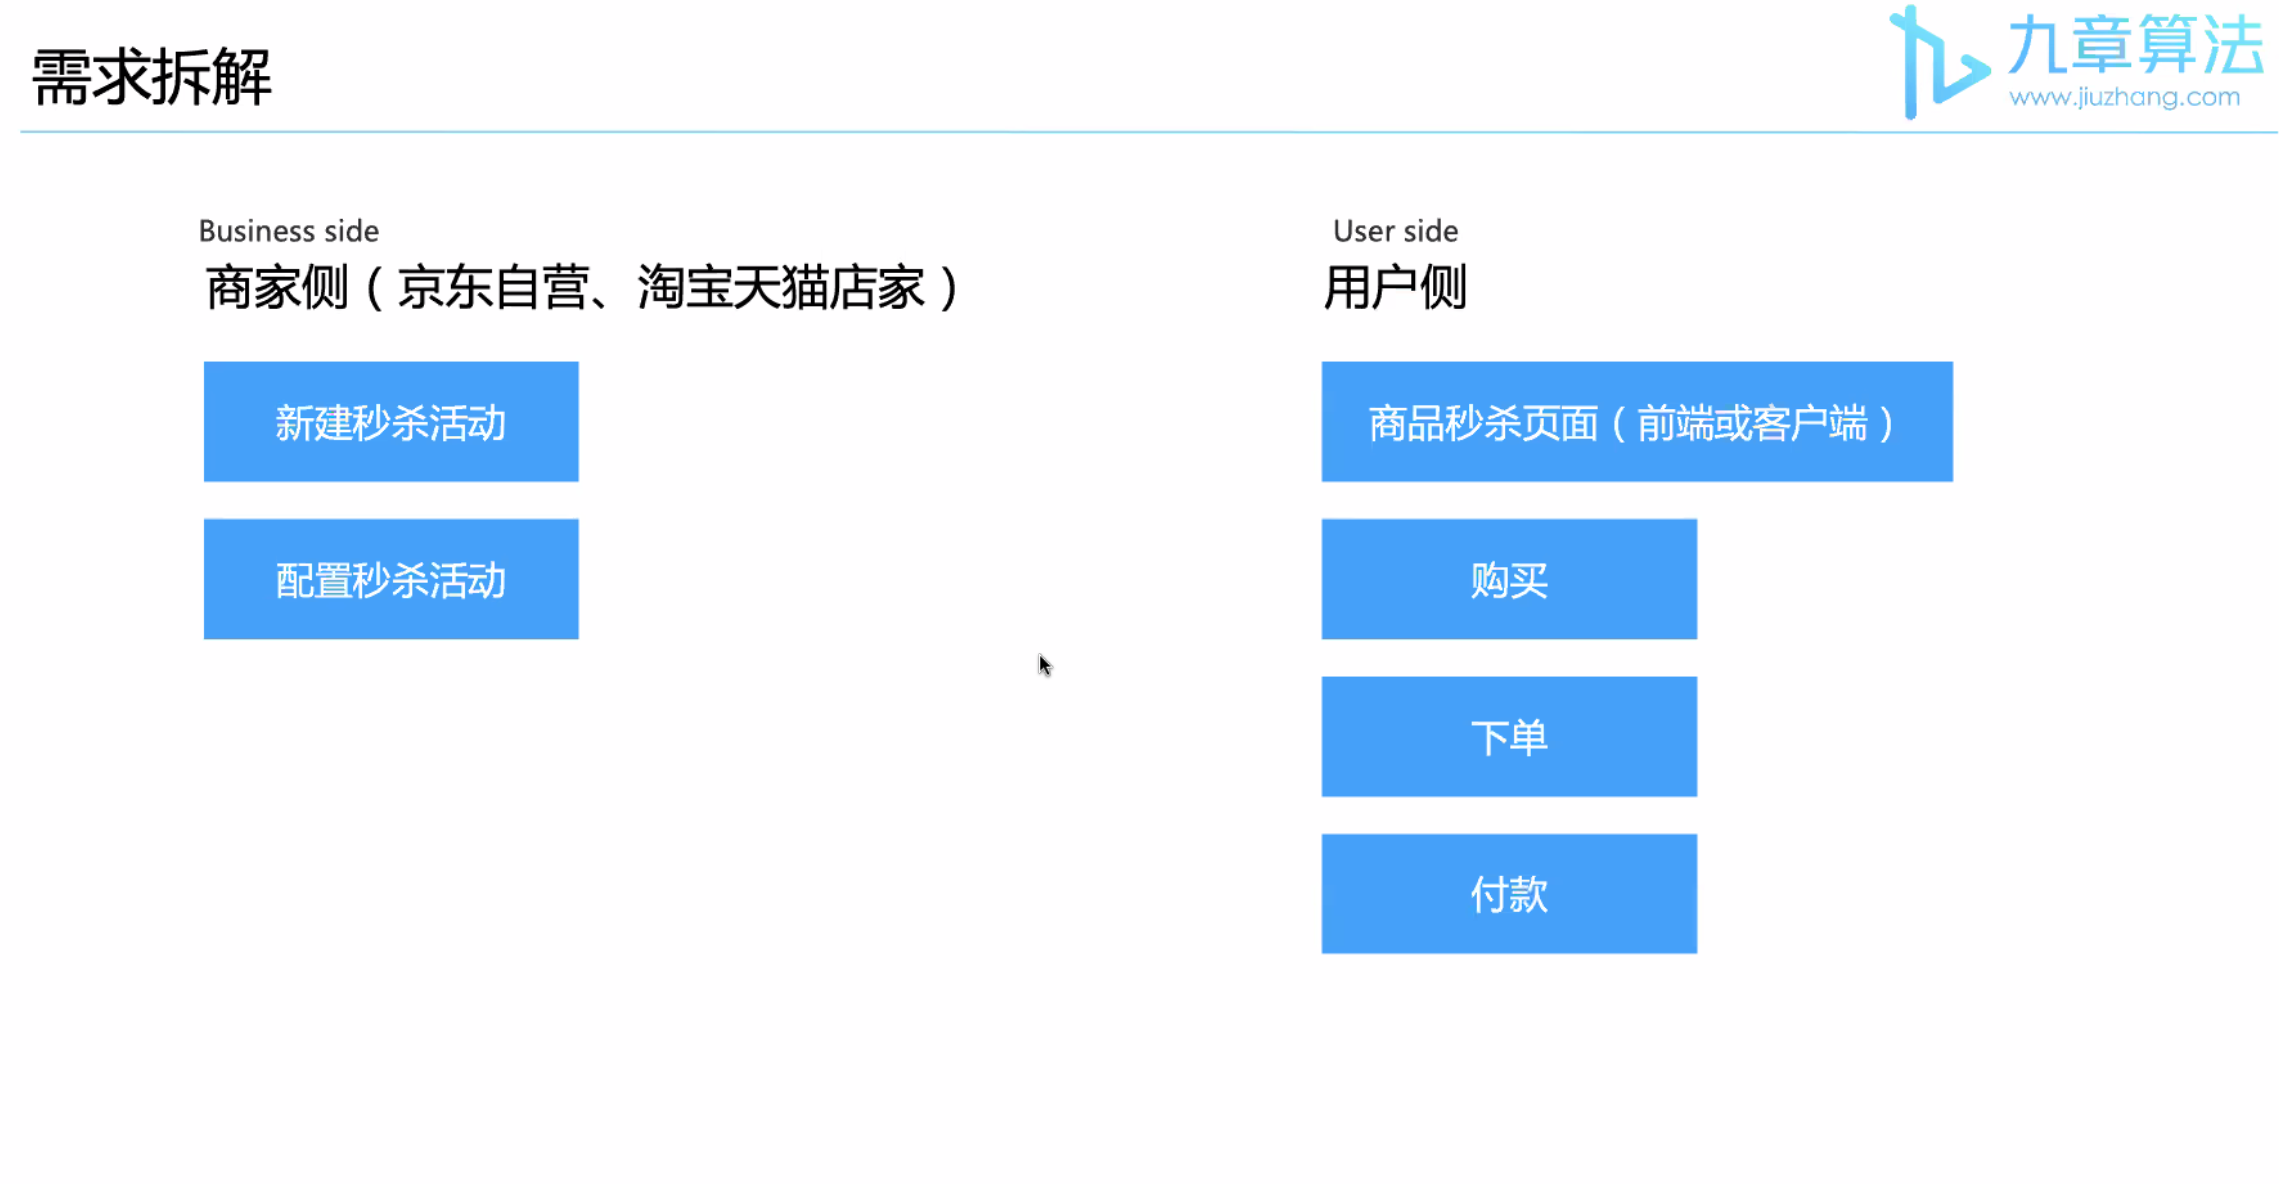 需求拆解
九章算法
www.jiuzhang.com
Business side
商家侧（京东自营、淘宝天猫店家）
新建秒杀活动
配置秒杀活动
User side
用户侧
商品秒杀页面（前端或客户端）
购买
下单
付款